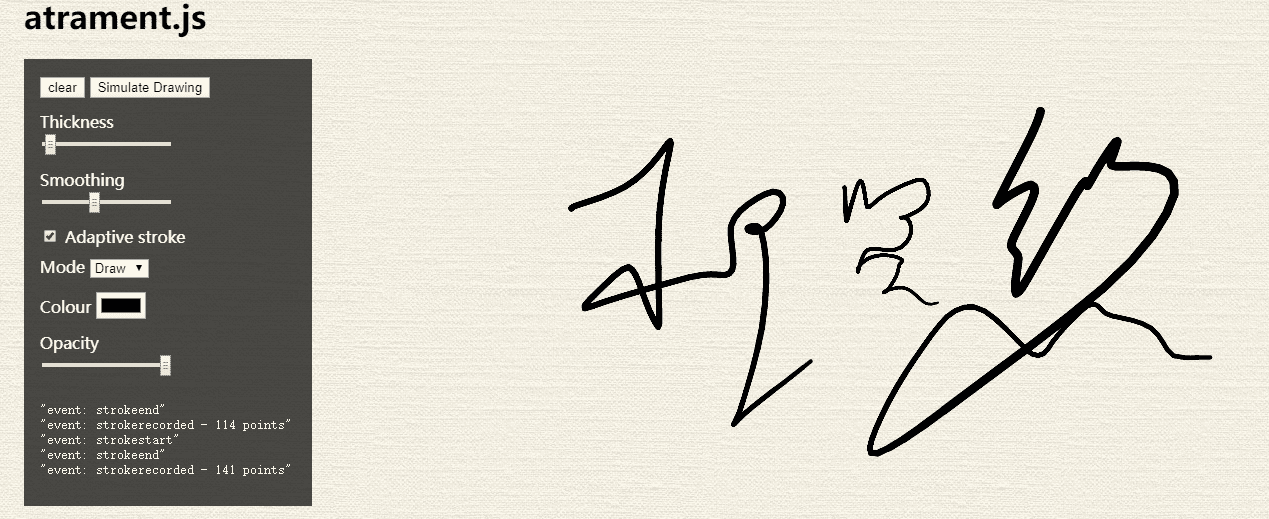 atrament.js
clear Simulate Drawing
Thickness
Smoothing
Adaptive stroke
Mode Draw
Colour
Opacity
"event: strokeend"
"event: strokerecorded - 114 points"
"event: strokestart"
"event: strokeend"
"event: strokerecorded - 141 points"